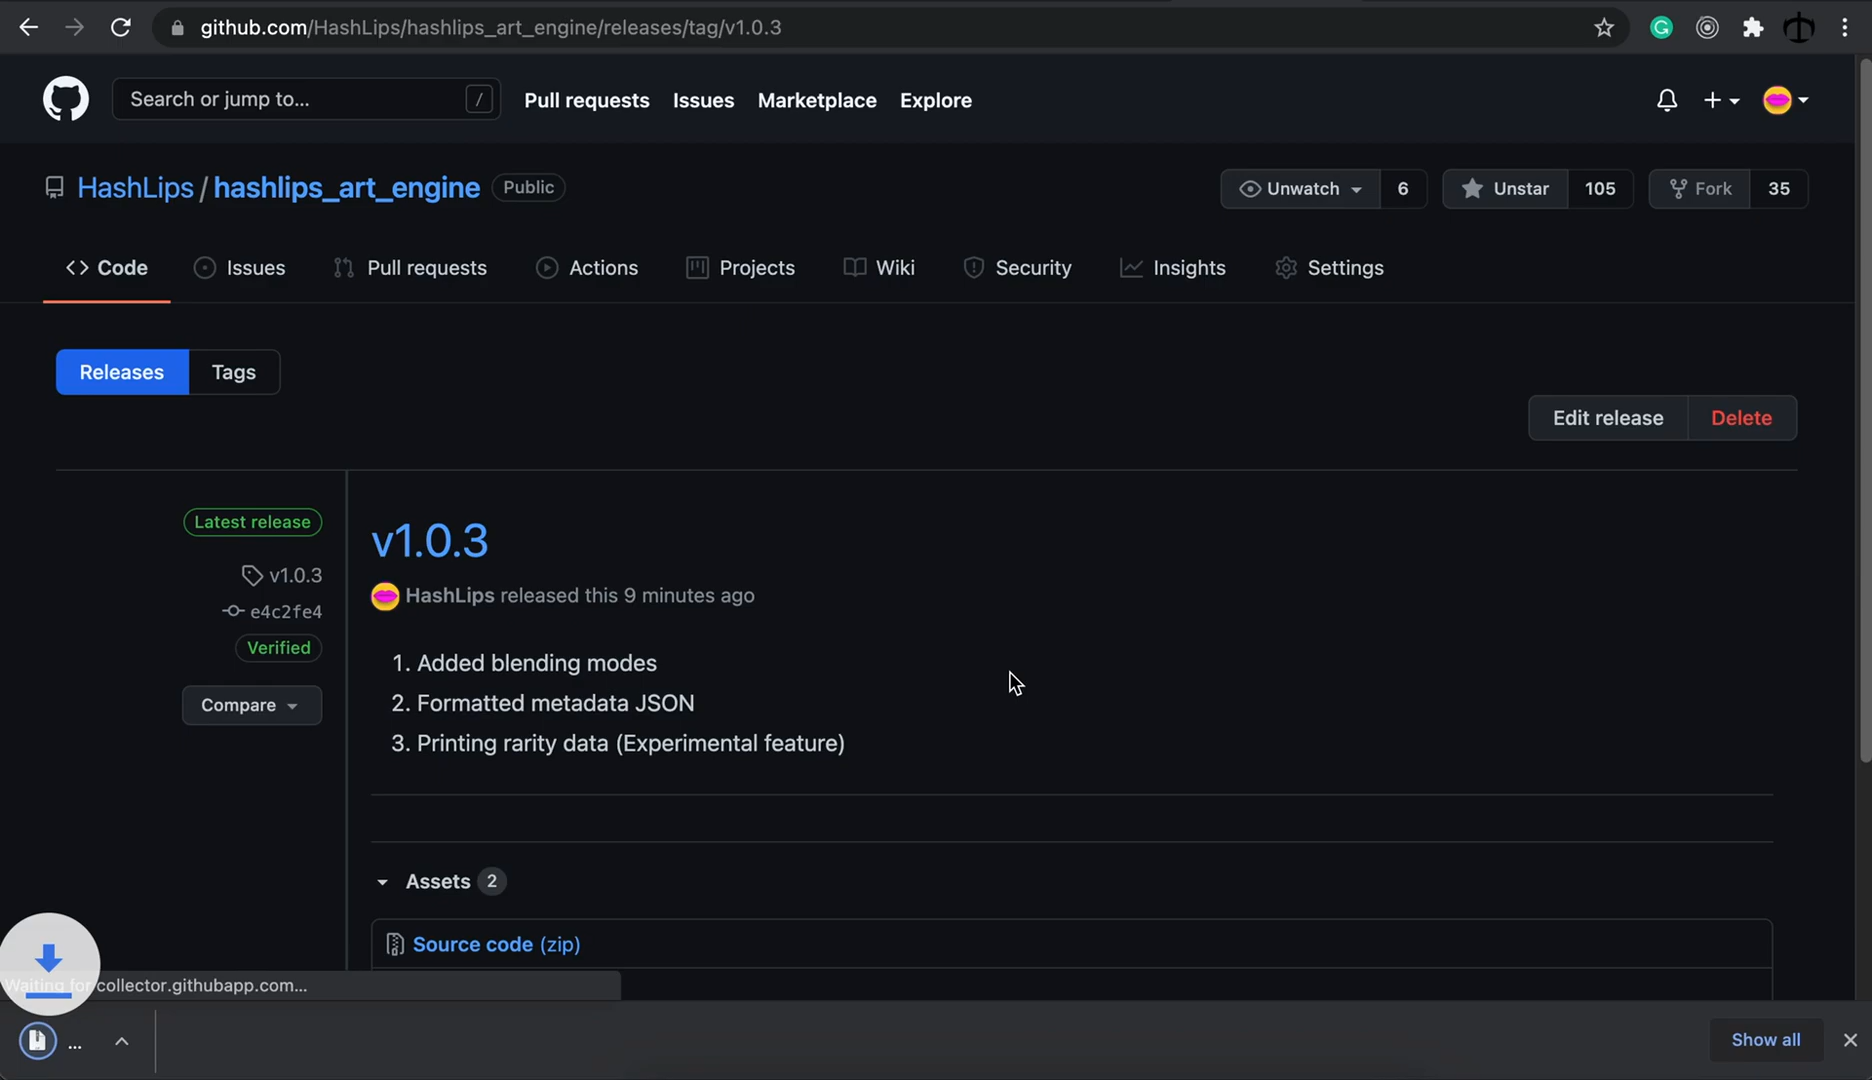 github.com/HashLips/hashlips_art_engine/releases/tag/v1.0.3
Search or jump to... /
Pull requests Issues Marketplace Explore
HashLips / hashlips_art_engine Public
Unwatch 6 Unstar 105 Fork 35
Code Issues Pull requests Actions Projects Wiki Security Insights Settings
Releases Tags
Edit release Delete
Latest release
v1.0.3
e4c2fe4
Verified
Compare
v1.0.3
HashLips released this 9 minutes ago
1. Added blending modes
2. Formatted metadata JSON
3. Printing rarity data (Experimental feature)
Assets 2
Source code (zip)
Waiting for collector.githubapp.com...
...
Show all